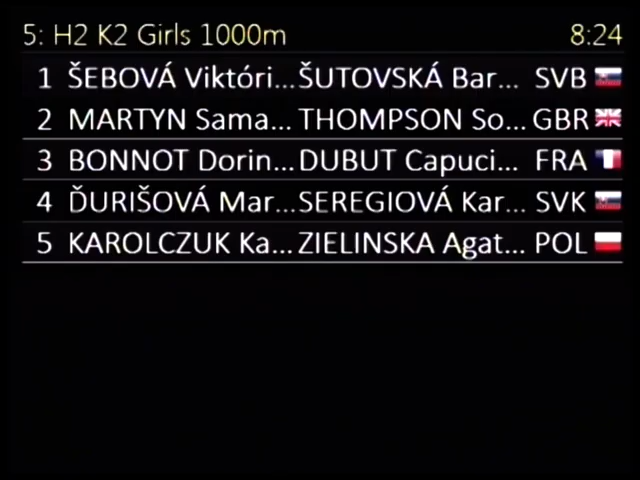 5: H2 K2 Girls 1000m 8:24
1 ŠEBOVÁ Viktóri... ŠUTOVSKÁ Bar... SVB
2 MARTYN Sama... THOMPSON So... GBR
3 BONNOT Dorin... DUBUT Capuci... FRA
4 ĎURIŠOVÁ Mar... SEREGIOVÁ Kar... SVK
5 KAROLCZUK Ka... ZIELINSKA Agat... POL